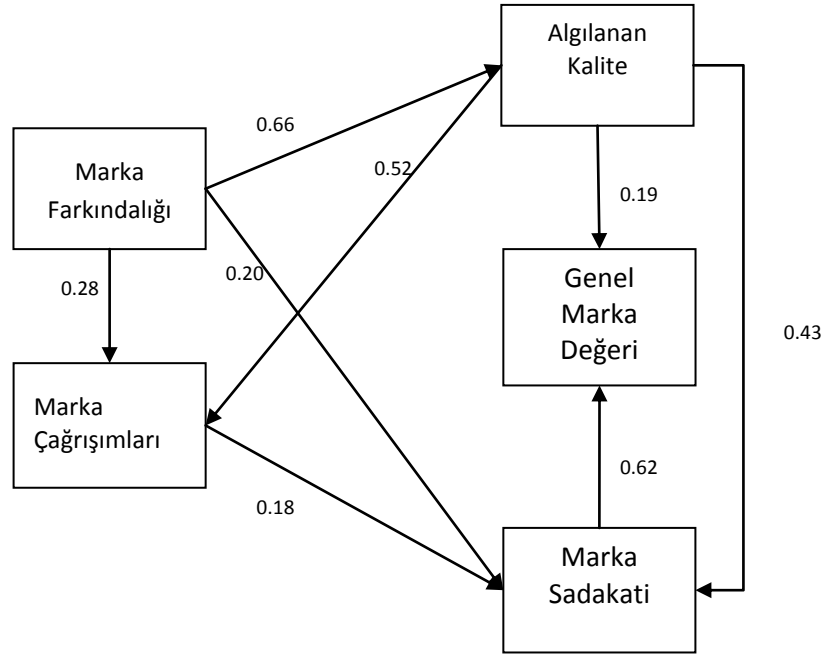 Algılanan
Kalite
0.66
Marka
Farkındalığı
0.52
0.19
0.28
0.20
Genel
Marka
Değeri
0.43
Marka
Çağrışımları
0.62
0.18
Marka
Sadakati